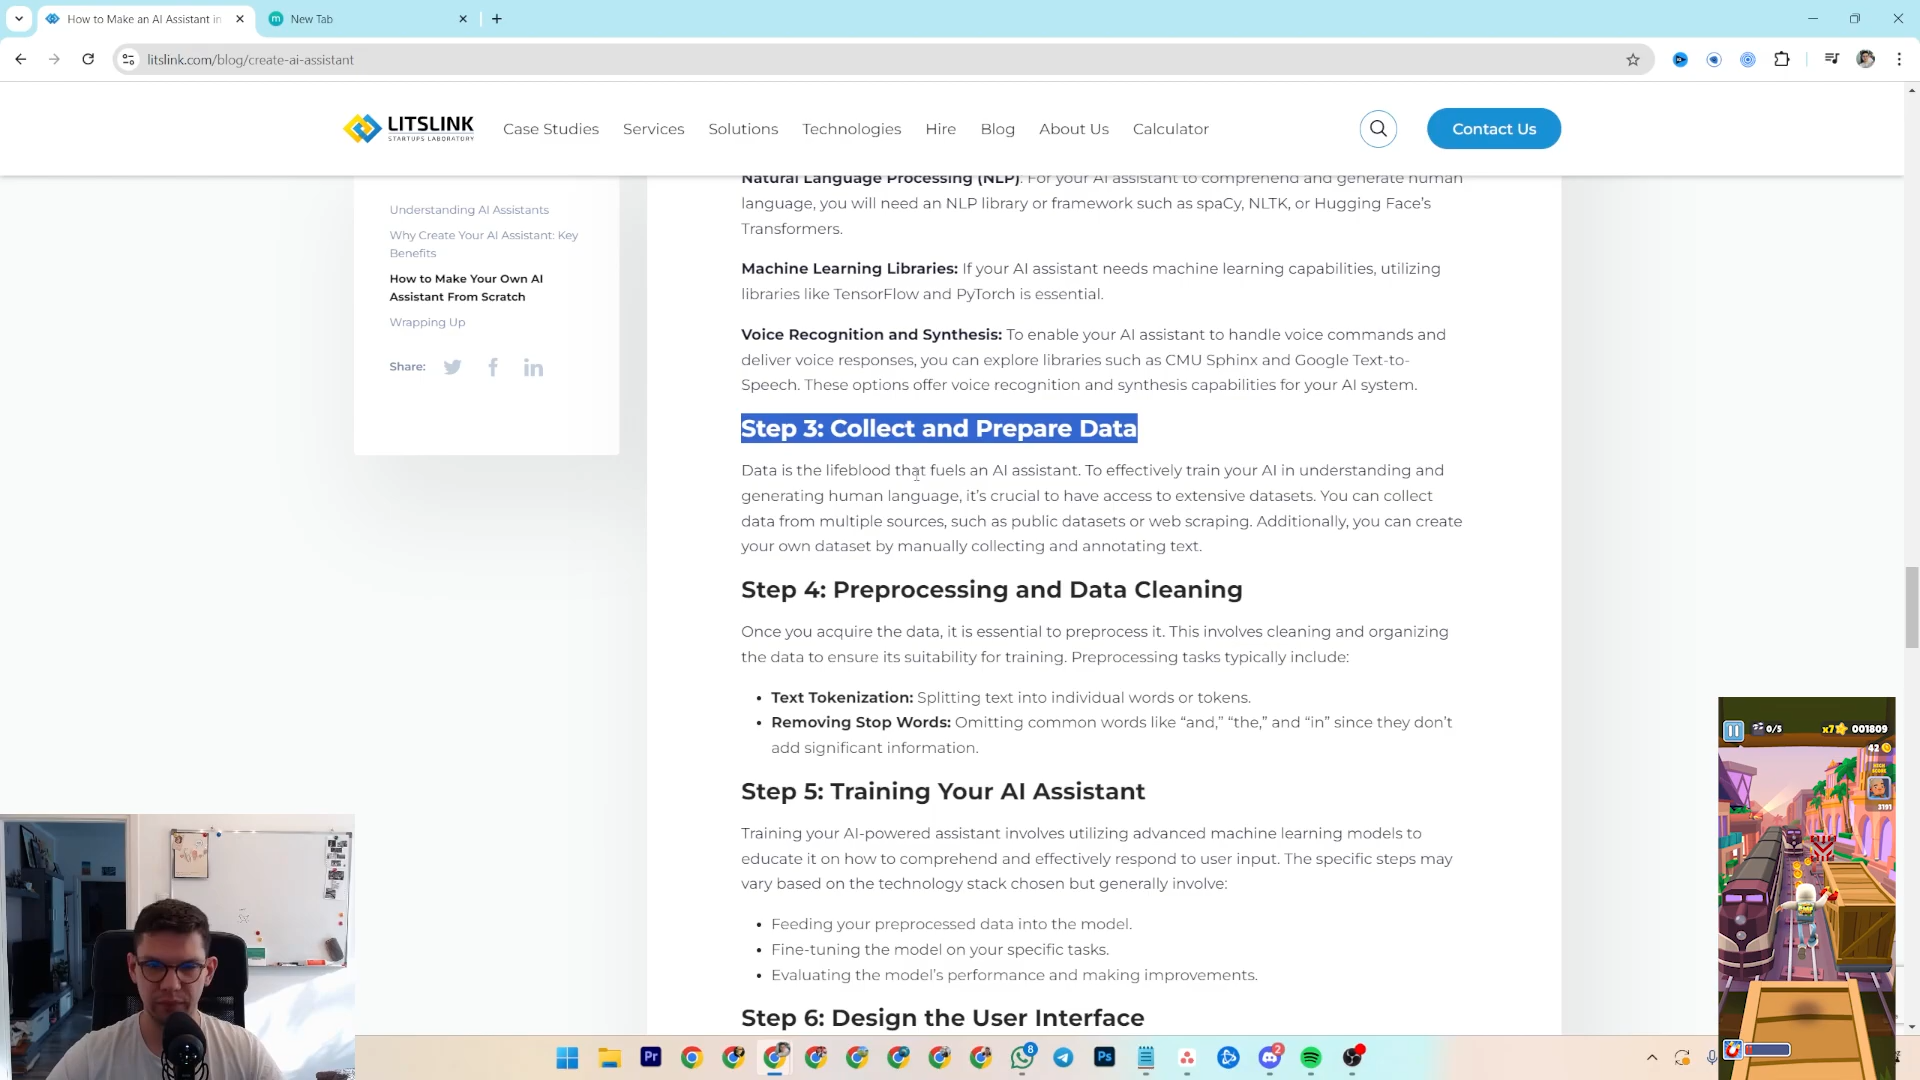 How to Make an AI Assistant in
New Tab
litslink.com/blog/create-ai-assistant
LITSLINK
STARTUPS LABORATORY
Case Studies
Services
Solutions
Technologies
Hire
Blog
About Us
Calculator
Contact Us
Understanding AI Assistants
Why Create Your AI Assistant: Key
Benefits
How to Make Your Own AI
Assistant From Scratch
Wrapping Up
Share:
Natural Language Processing (NLP). For your AI assistant to comprehend and generate human
language, you will need an NLP library or framework such as spaCy, NLTK, or Hugging Face’s
Transformers.
Machine Learning Libraries: If your AI assistant needs machine learning capabilities, utilizing
libraries like TensorFlow and PyTorch is essential.
Voice Recognition and Synthesis: To enable your AI assistant to handle voice commands and
deliver voice responses, you can explore libraries such as CMU Sphinx and Google Text-to-
Speech. These options offer voice recognition and synthesis capabilities for your AI system.
Step 3: Collect and Prepare Data
Data is the lifeblood that fuels an AI assistant. To effectively train your AI in understanding and
generating human language, it’s crucial to have access to extensive datasets. You can collect
data from multiple sources, such as public datasets or web scraping. Additionally, you can create
your own dataset by manually collecting and annotating text.
Step 4: Preprocessing and Data Cleaning
Once you acquire the data, it is essential to preprocess it. This involves cleaning and organizing
the data to ensure its suitability for training. Preprocessing tasks typically include:
• Text Tokenization: Splitting text into individual words or tokens.
• Removing Stop Words: Omitting common words like “and,” “the,” and “in” since they don’t
add significant information.
Step 5: Training Your AI Assistant
Training your AI-powered assistant involves utilizing advanced machine learning models to
educate it on how to comprehend and effectively respond to user input. The specific steps may
vary based on the technology stack chosen but generally involve:
• Feeding your preprocessed data into the model.
• Fine-tuning the model on your specific tasks.
• Evaluating the model’s performance and making improvements.
Step 6: Design the User Interface
0/5
x7 001809
42
HIGH
SCORE
3191
Pr
8
Ps
2